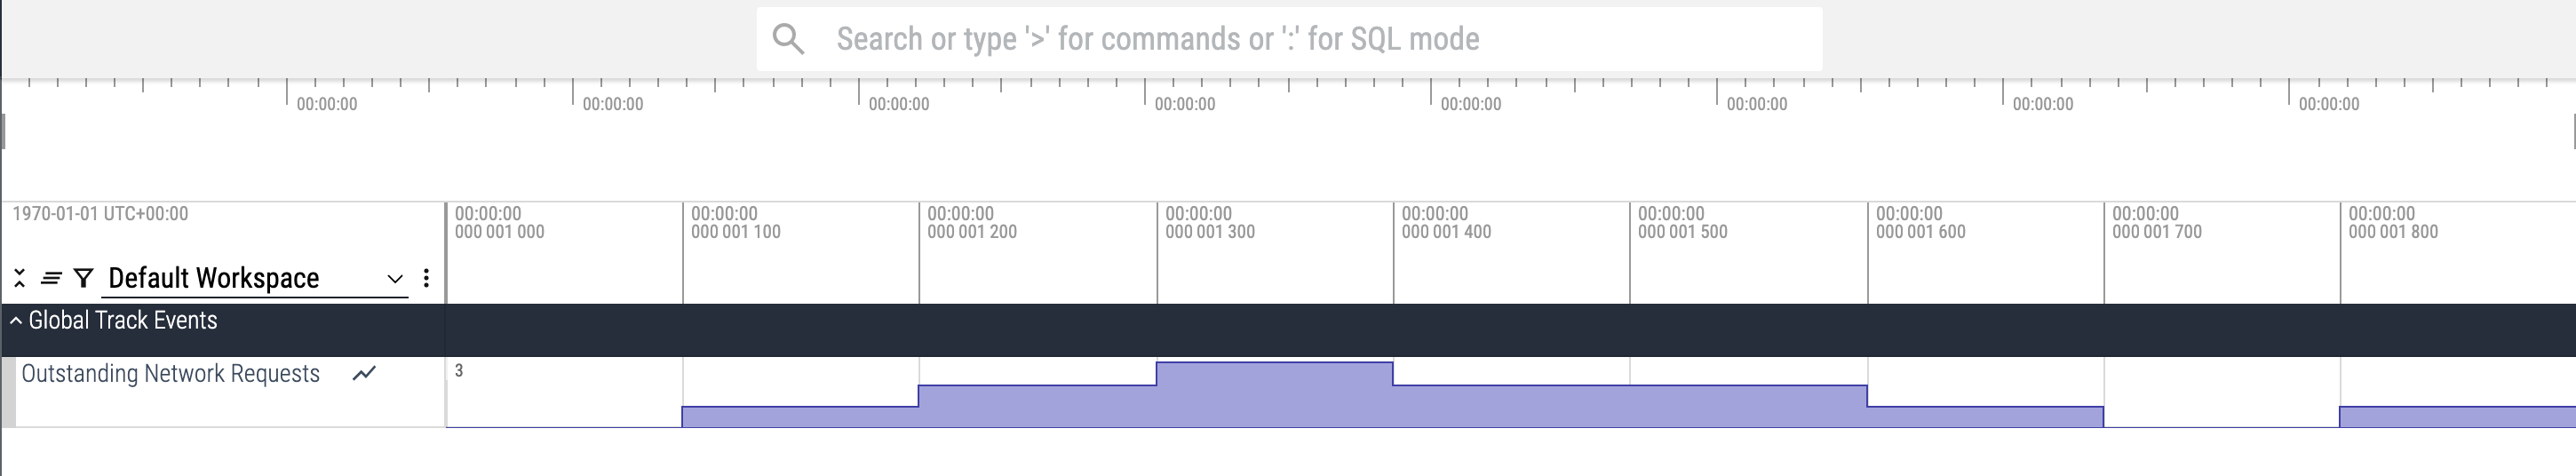 Search or type '>' for commands or ':' for SQL mode
00:00:00 00:00:00 00:00:00 00:00:00 00:00:00 00:00:00 00:00:00 00:00:00
1970-01-01 UTC+00:00 00:00:00 00:00:00 00:00:00 00:00:00 00:00:00 00:00:00 00:00:00 00:00:00 00:00:00
000 001 000 000 001 100 000 001 200 000 001 300 000 001 400 000 001 500 000 001 600 000 001 700 000 001 800
Default Workspace
Global Track Events
Outstanding Network Requests 3